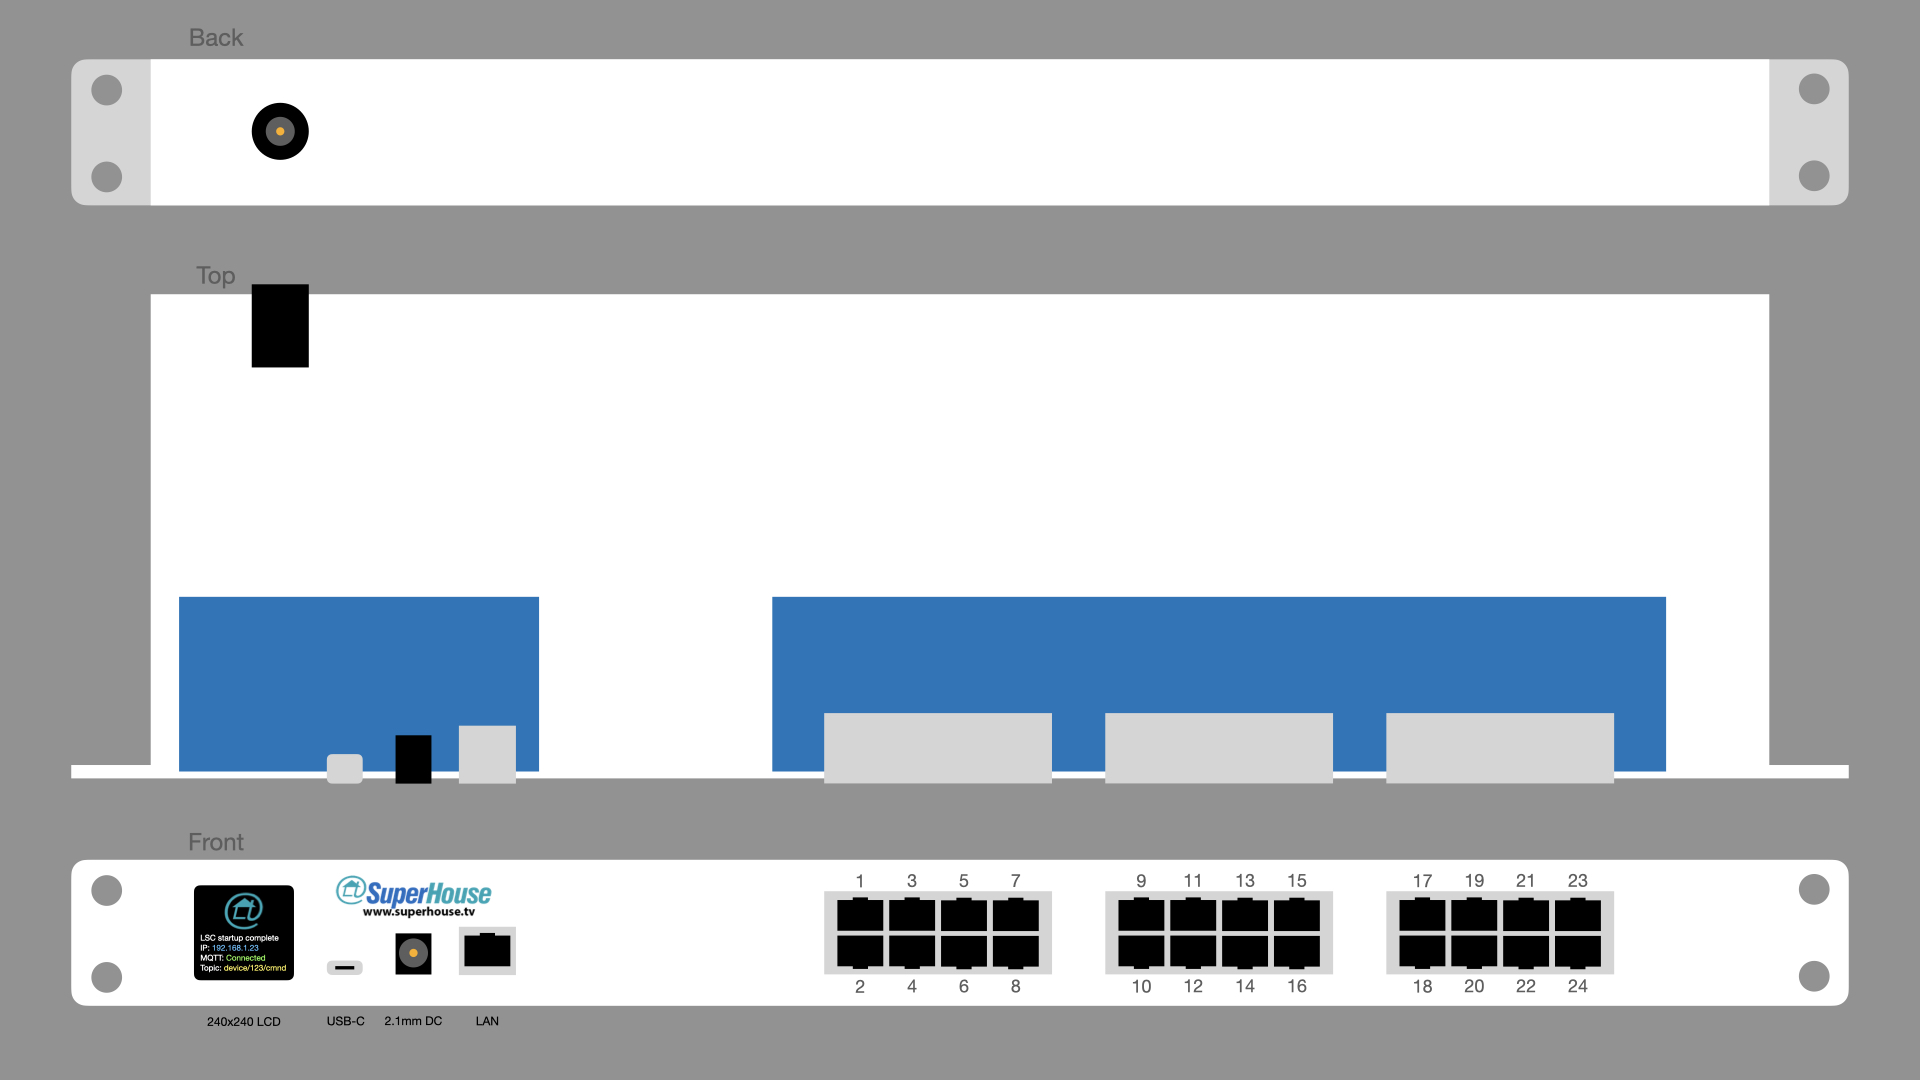 Back
Top
Front
1 3 5 7 9 11 13 15 17 19 21 23
SuperHouse
www.superhouse.tv
LSC startup complete
IP: 192.168.1.23
MQTT: Connected
Topic: device/123/cmnd
2 4 6 8 10 12 14 16 18 20 22 24
240x240 LCD USB-C 2.1mm DC LAN